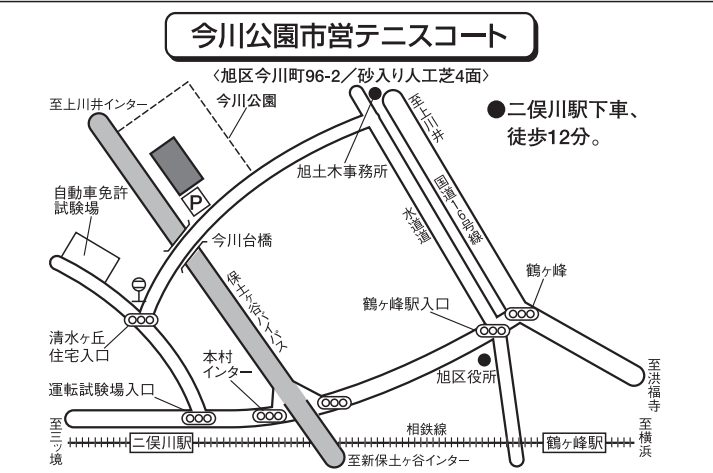 今川公園市営テニスコート
〈旭区今川町96-2／砂入り人工芝4面〉
●二俣川駅下車、
徒歩12分。
至上川井インター
今川公園
至上川井
旭土木事務所
国道16号線
水道道
自動車免許
試験場
P
今川台橋
保土ヶ谷バイパス
鶴ヶ峰
鶴ヶ峰駅入口
清水ヶ丘
住宅入口
本村
インター
旭区役所
至洪福寺
運転試験場入口
至三ッ境
二俣川駅
相鉄線
鶴ヶ峰駅
至横浜
至新保土ヶ谷インター